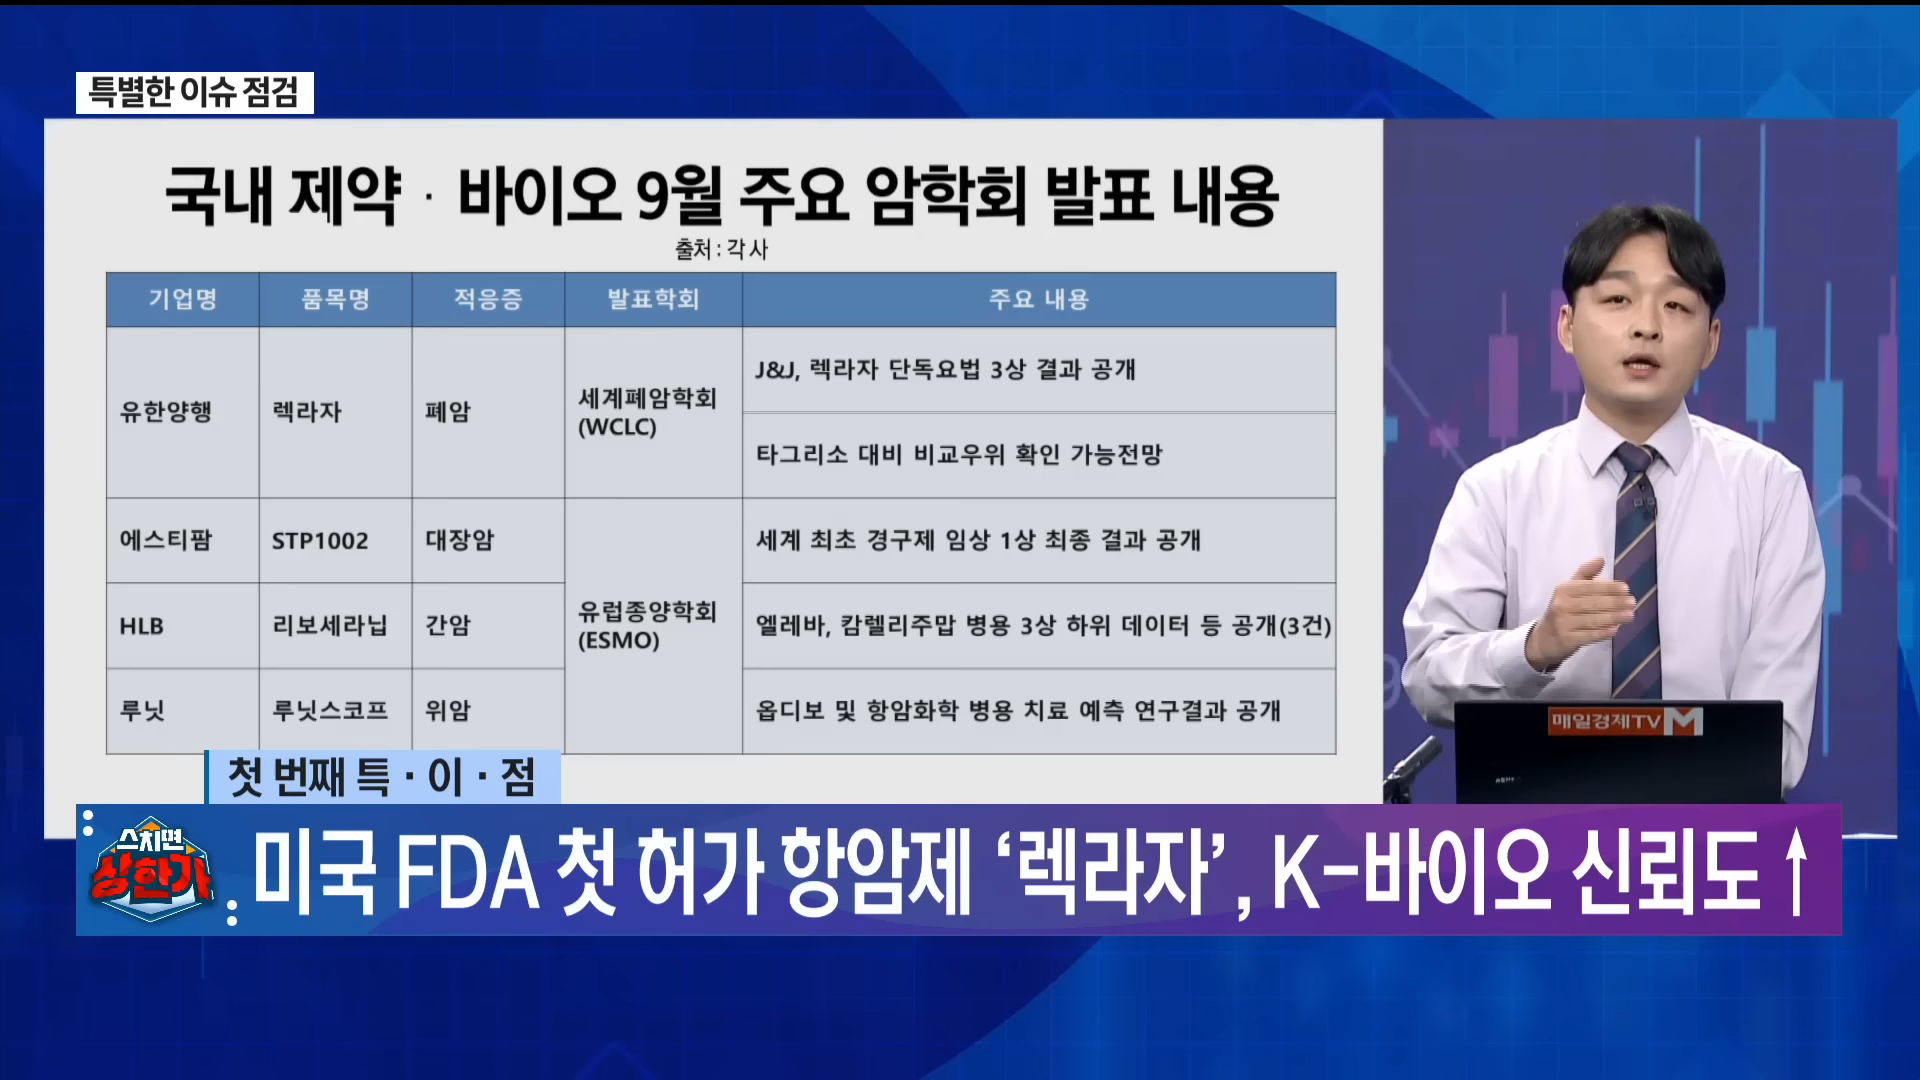 특별한 이슈 점검
국내 제약 · 바이오 9월 주요 암학회 발표 내용
출처 : 각 사
기업명 품목명 적응증 발표학회 주요 내용
유한양행 렉라자 폐암 세계폐암학회
(WCLC)
J&J, 렉라자 단독요법 3상 결과 공개
타그리소 대비 비교우위 확인 가능전망
에스티팜 STP1002 대장암 세계 최초 경구제 임상 1상 최종 결과 공개
유럽종양학회
(ESMO)
HLB 리보세라닙 간암 엘레바, 캄렐리주맙 병용 3상 하위 데이터 등 공개(3건)
루닛 루닛스코프 위암 옵디보 및 항암화학 병용 치료 예측 연구결과 공개
매일경제TV M
첫 번째 특 · 이 · 점
스치면
상한가
미국 FDA 첫 허가 항암제 ‘렉라자’, K-바이오 신뢰도↑